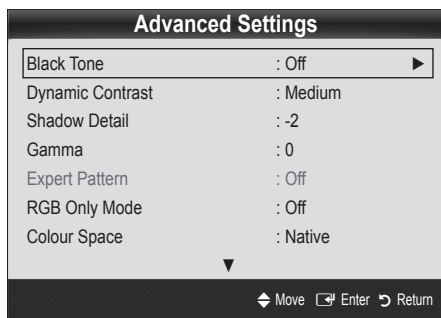 Advanced Settings
Black Tone : Off ►
Dynamic Contrast : Medium
Shadow Detail : -2
Gamma : 0
Expert Pattern : Off
RGB Only Mode : Off
Colour Space : Native
▼
Move Enter Return